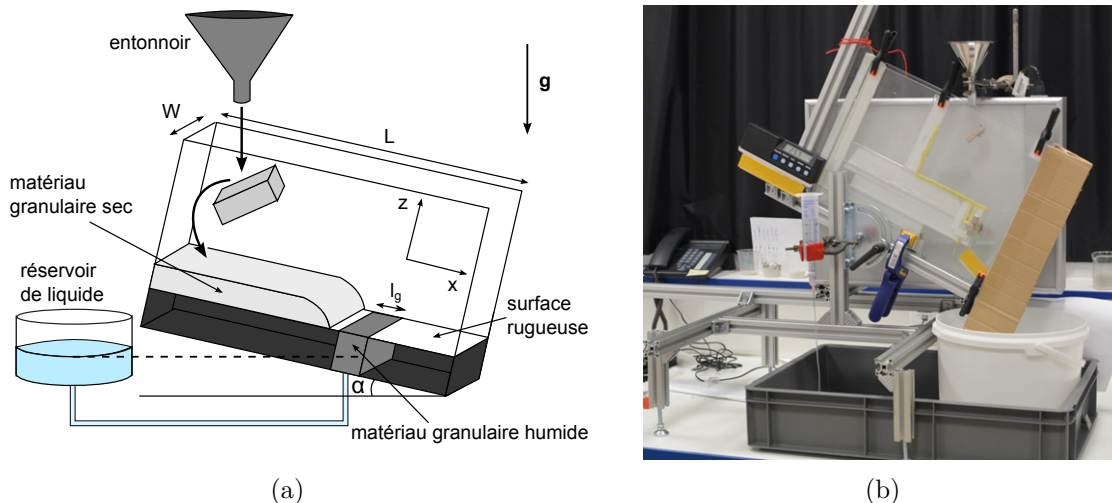 entonnoir
g
W
L
matériau
granulaire sec
z
x
l_g
réservoir
de liquide
surface
rugueuse
α
matériau granulaire humide
(a)
(b)